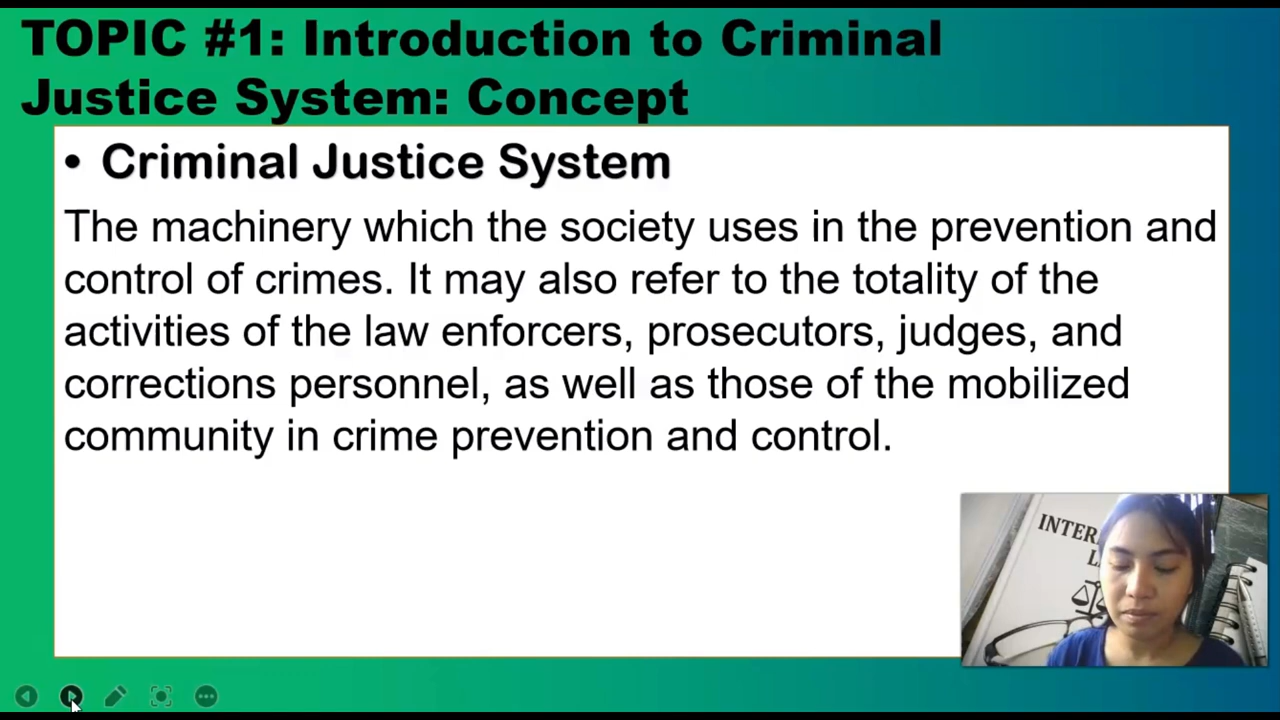 TOPIC #1: Introduction to Criminal
Justice System: Concept
• Criminal Justice System
The machinery which the society uses in the prevention and
control of crimes. It may also refer to the totality of the
activities of the law enforcers, prosecutors, judges, and
corrections personnel, as well as those of the mobilized
community in crime prevention and control.